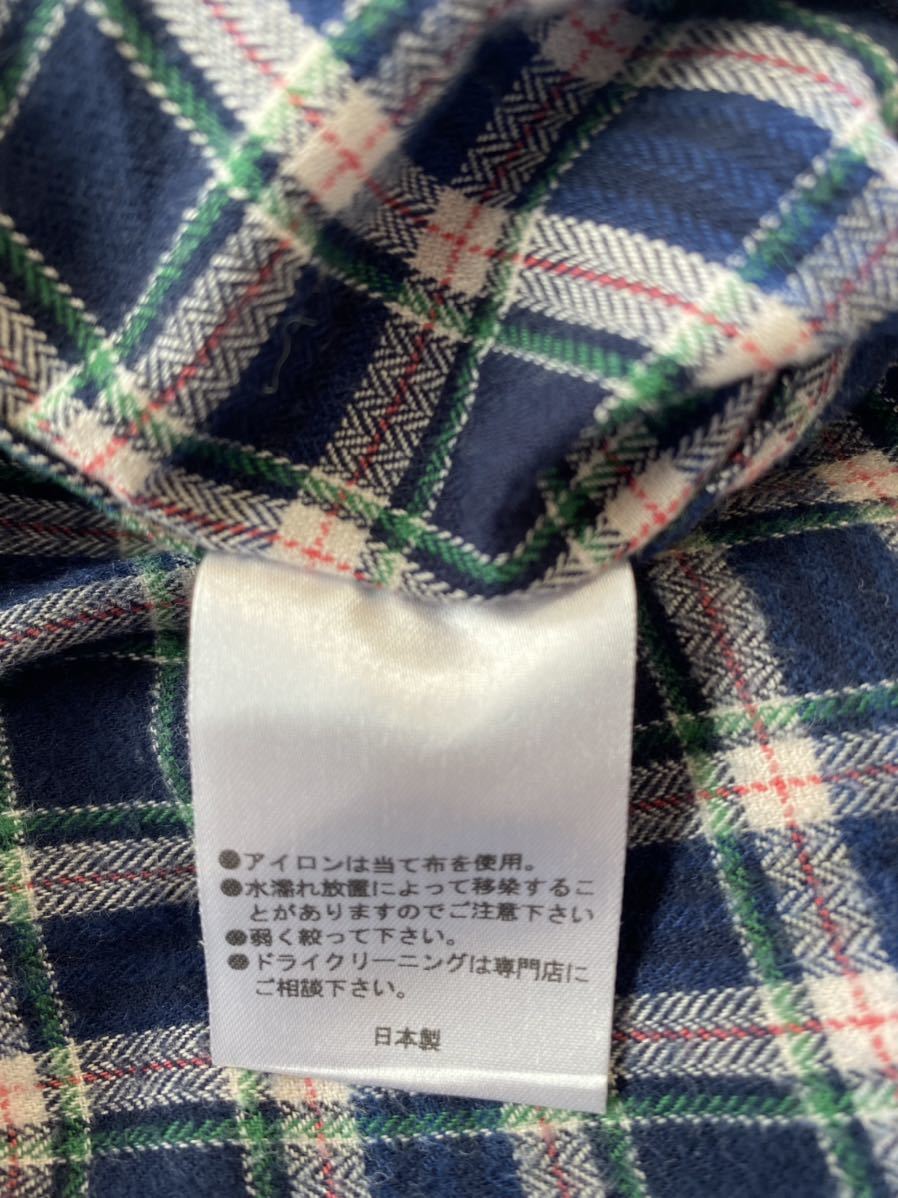 ●アイロンは当て布を使用。
●水濡れ放置によって移染するこ
とがありますのでご注意下さい
●弱く絞って下さい。
●ドライクリーニングは専門店に
ご相談下さい。
日本製